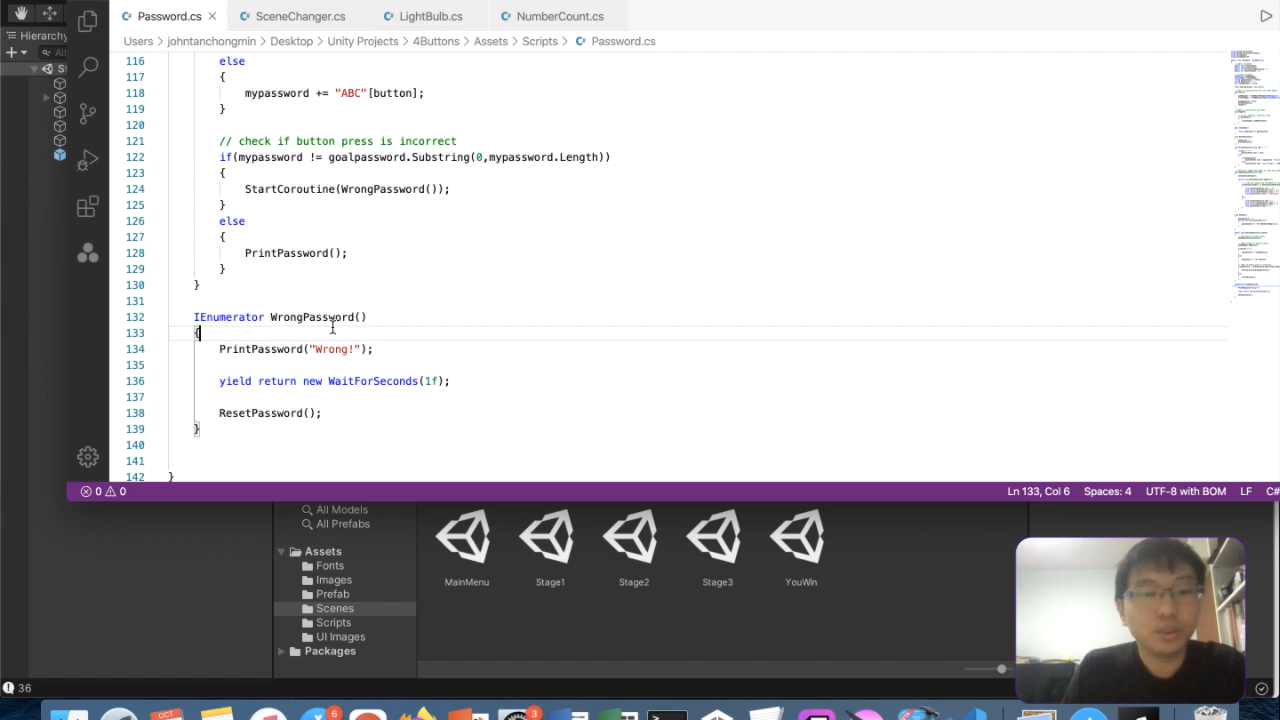 Password.cs
SceneChanger.cs
LightBulb.cs
NumberCount.cs
Hierarchy
Users
johntanchongmin
Desktop
Unity Projects
4Buttons
Assets
Scripts
Password.cs
116 else
117 {
118 mypassword += "ABC"[button];
119 }
120
121 // check if button press is incorrect
122 if(mypassword != goalpassword.Substring(0,mypassword.Length))
123 {
124 StartCoroutine(WrongPassword());
125 }
126 else
127 {
128 PrintPassword();
129 }
130 }
131
132 IEnumerator WrongPassword()
133 {
134 PrintPassword("Wrong!");
135
136 yield return new WaitForSeconds(1f);
137
138 ResetPassword();
139 }
140
141
142 }
0 0
Ln 133, Col 6
Spaces: 4
UTF-8 with BOM
LF
C#
All Models
All Prefabs
Assets
Fonts
Images
Prefab
Scenes
Scripts
UI Images
Packages
MainMenu
Stage1
Stage2
Stage3
YouWin
36
OCT
6
3